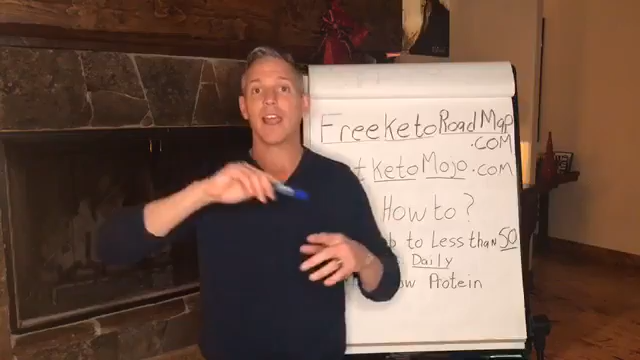 FreeketoRoadMap
.COM
ketoMojo.COM
How to?
to Less than 50
Daily
Protein